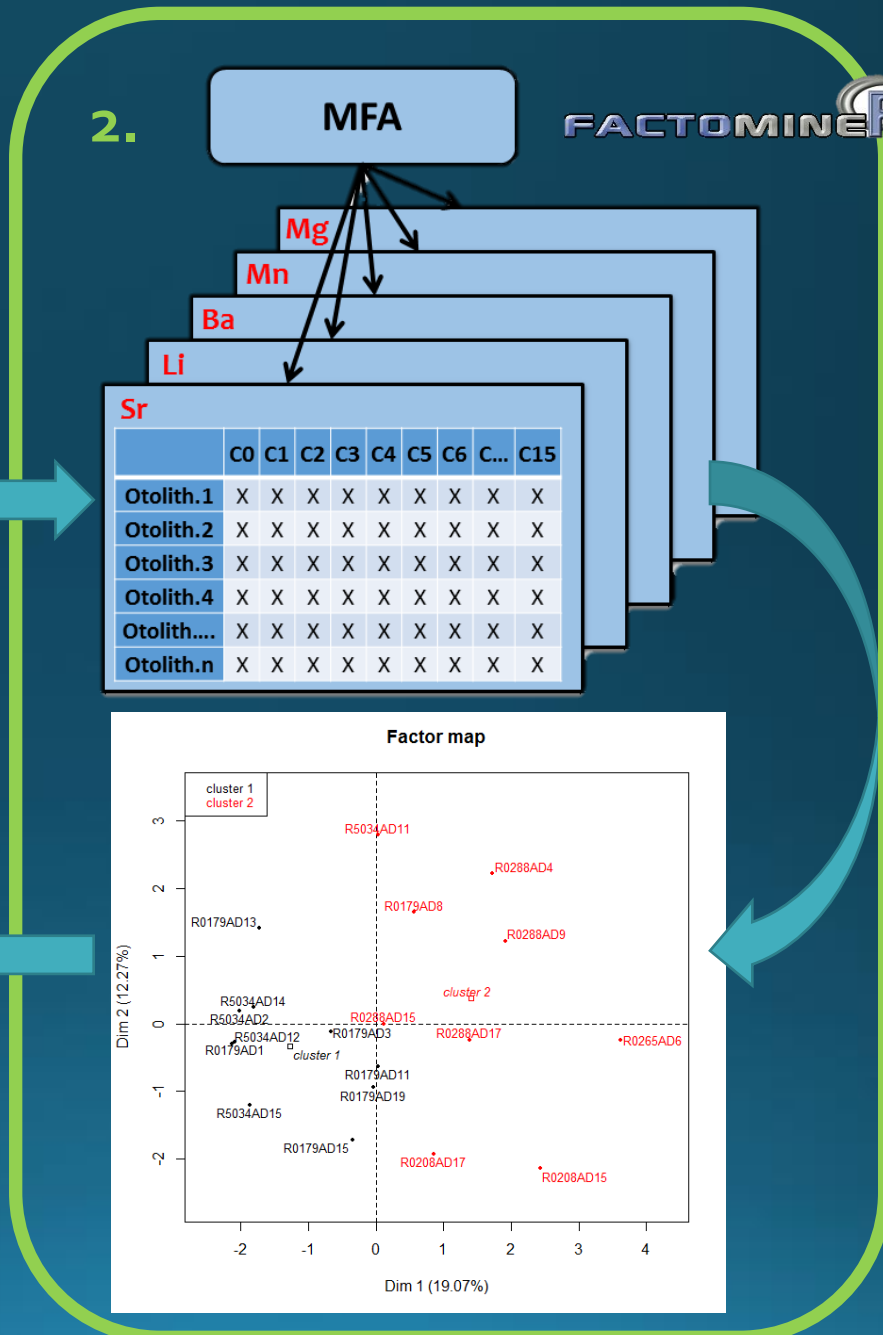 2.
MFA
FACTOMINER
Mg
Mn
Ba
Li
Sr
C0 C1 C2 C3 C4 C5 C6 C... C15
Otolith.1 X X X X X X X X X
Otolith.2 X X X X X X X X X
Otolith.3 X X X X X X X X X
Otolith.4 X X X X X X X X X
Otolith.... X X X X X X X X X
Otolith.n X X X X X X X X X
Factor map
cluster 1
cluster 2
R5034AD11
R0288AD4
R0179AD8
R0179AD13
R0288AD9
cluster 2
R5034AD14
R5034AD2
R0288AD15
R0179AD3
R0288AD17
R5034AD12
R0265AD6
R0179AD1
cluster 1
R0179AD11
R0179AD19
R5034AD15
R0179AD15
R0208AD17
R0208AD15
3
2
1
0
-1
-2
Dim 2 (12.27%)
-2 -1 0 1 2 3 4
Dim 1 (19.07%)